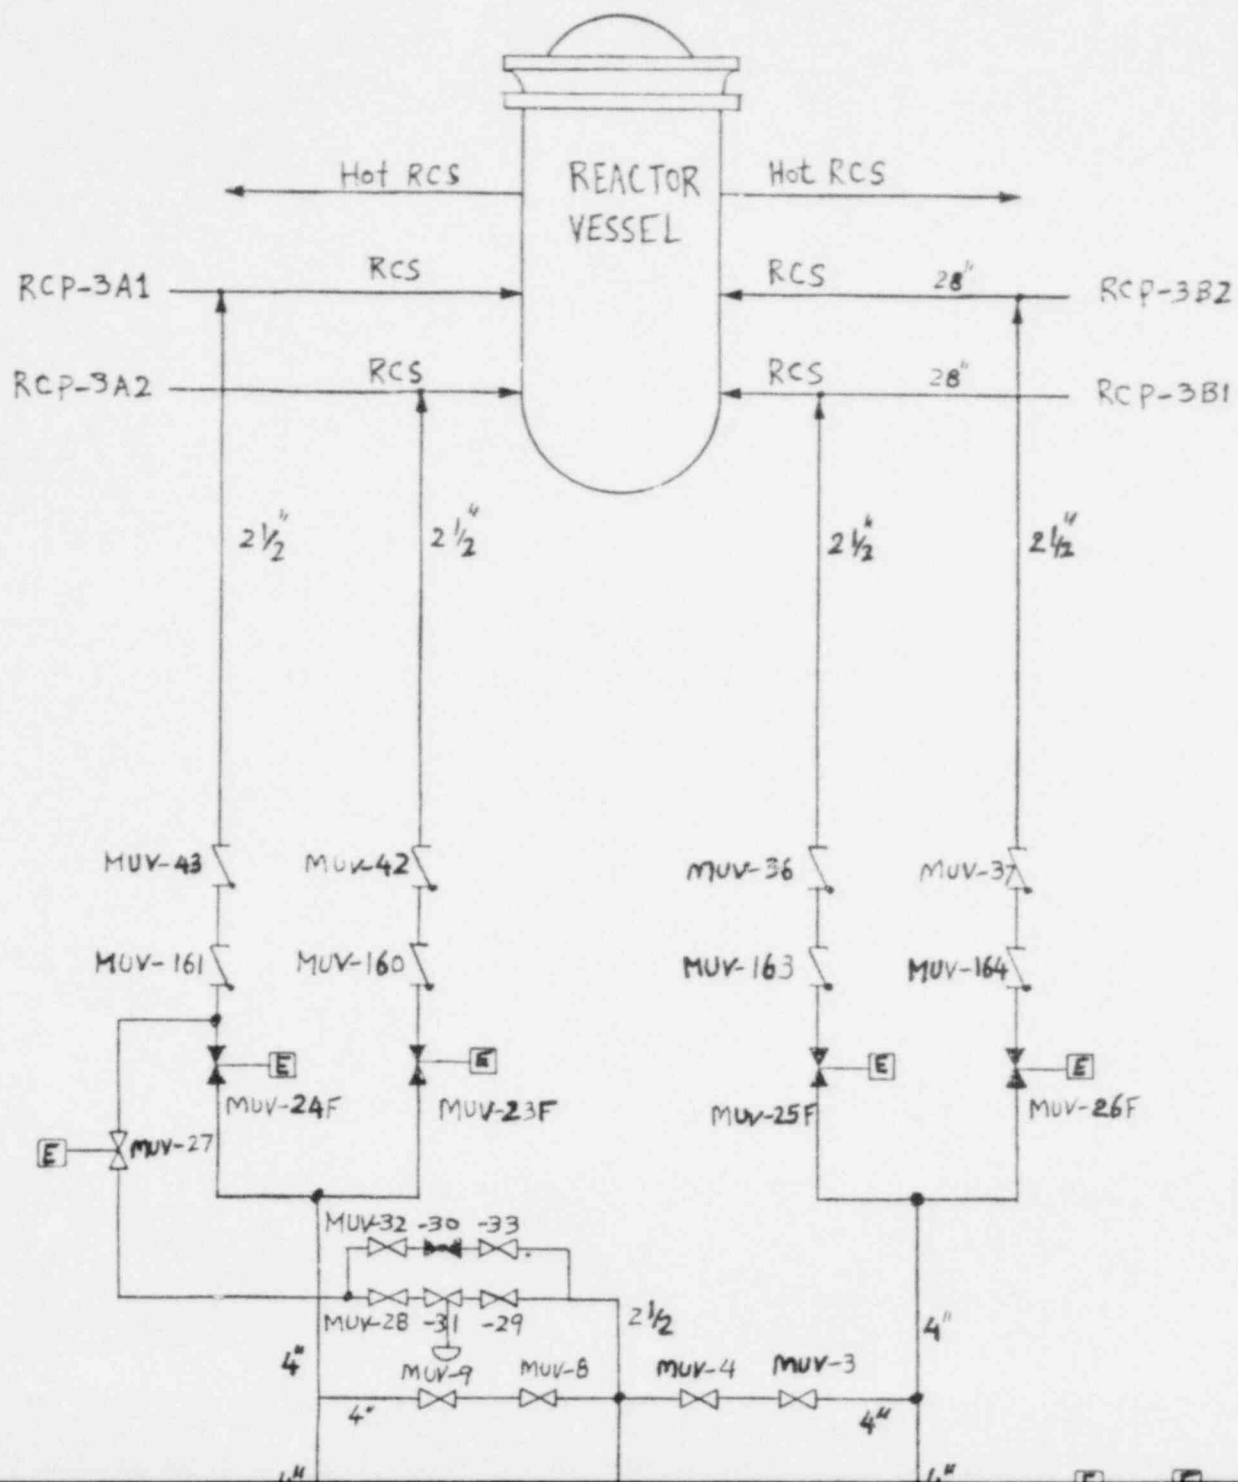 Hot RCS
REACTOR
VESSEL
Hot RCS
RCP-3A1
RCS
RCS
28"
RCP-3B2
RCP-3A2
RCS
RCS
28"
RCP-3B1
2 1/2"
2 1/2"
2 1/2"
2 1/2"
MUV-43
MUV-42
MUV-36
MUV-37
MUV-161
MUV-160
MUV-163
MUV-164
E
E
E
E
MUV-24F
MUV-23F
MUV-25F
MUV-26F
E
MUV-27
MUV-32 -30 -33
MUV-28 -31 -29
2 1/2
4"
4"
MUV-9
MUV-8
MUV-4
MUV-3
4"
4"